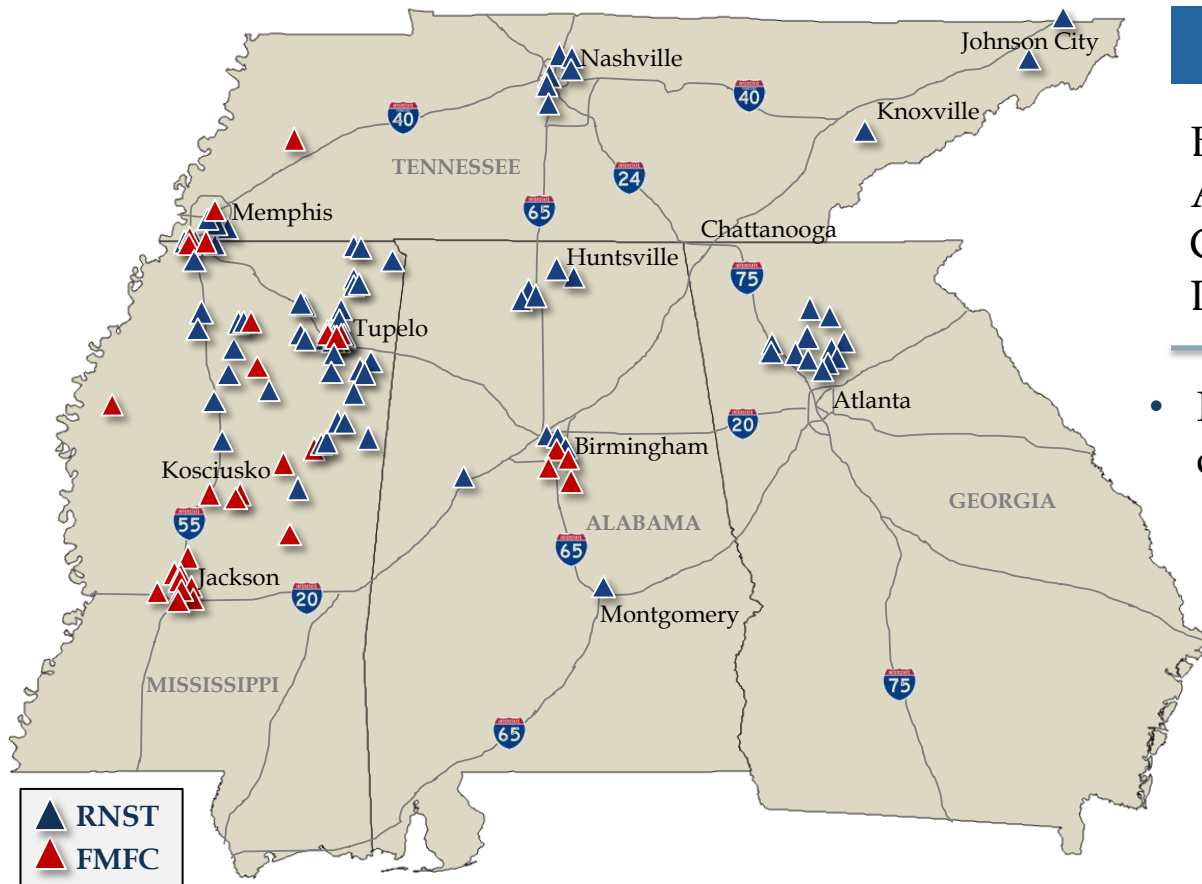 Johnson City
Nashville
40
40
Knoxville
TENNESSEE
24
65
Memphis
Chattanooga
Huntsville
75
Tupelo
Atlanta
20
Birmingham
Kosciusko
GEORGIA
55
ALABAMA
65
Jackson
20
Montgomery
MISSISSIPPI
75
65
RNST
FMFC